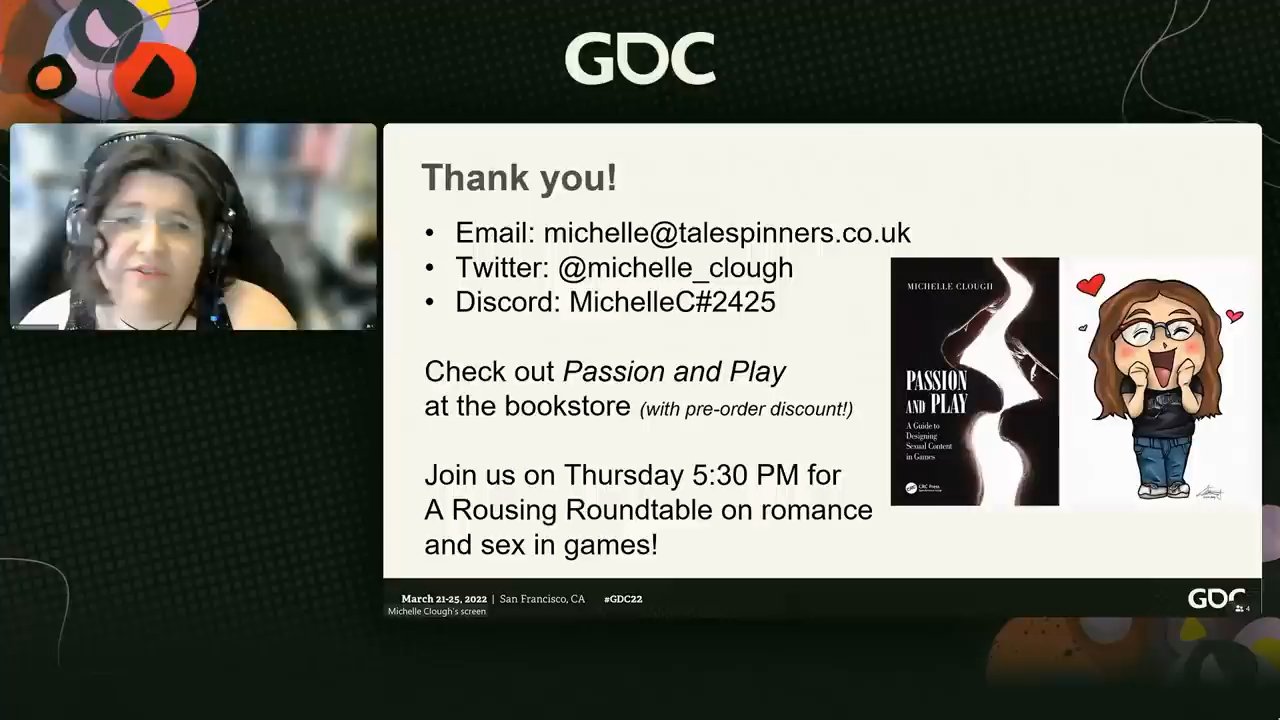 GDC
Thank you!
• Email: michelle@talespinners.co.uk
• Twitter: @michelle_clough
• Discord: MichelleC#2425
Check out Passion and Play
at the bookstore (with pre-order discount!)
Join us on Thursday 5:30 PM for
A Rousing Roundtable on romance
and sex in games!
MICHELLE CLOUGH
PASSION
AND PLAY
A Guide to
Designing
Sexual Content
in Games
CRC Press
March 21-25, 2022 | San Francisco, CA #GDC22
Michelle Clough's screen
GDC
4